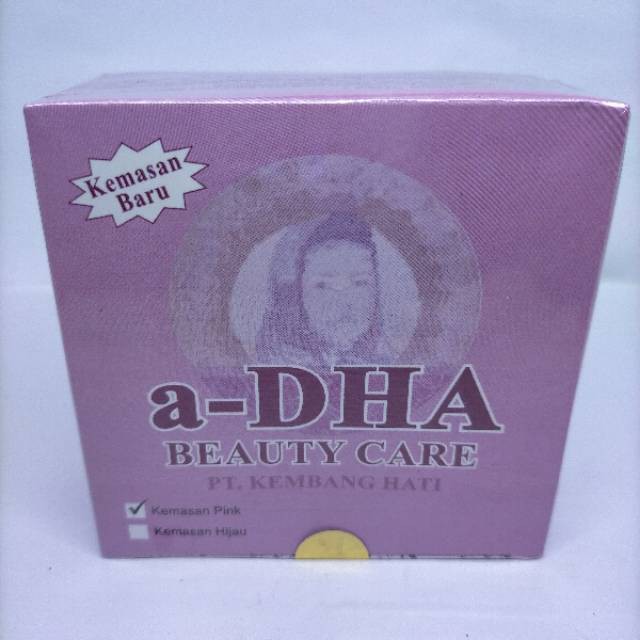 Kemasan
Baru
a-DHA
BEAUTY CARE
PT. KEMBANG HATI
Kemasan Pink
Kemasan Hijau